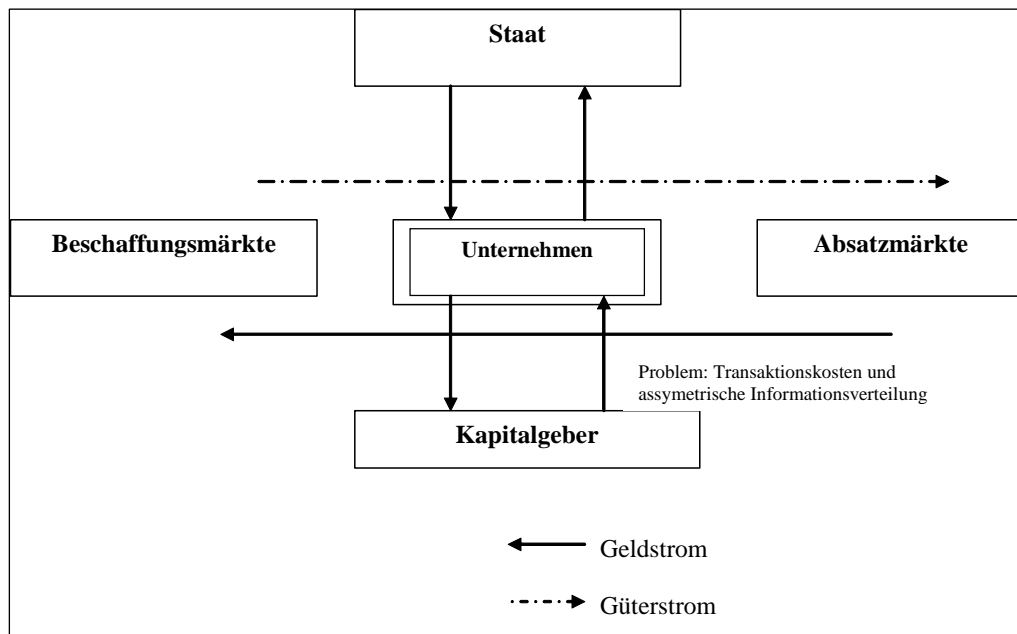 Staat
Beschaffungsmärkte
Unternehmen
Absatzmärkte
Problem: Transaktionskosten und
assymetrische Informationsverteilung
Kapitalgeber
Geldstrom
Güterstrom